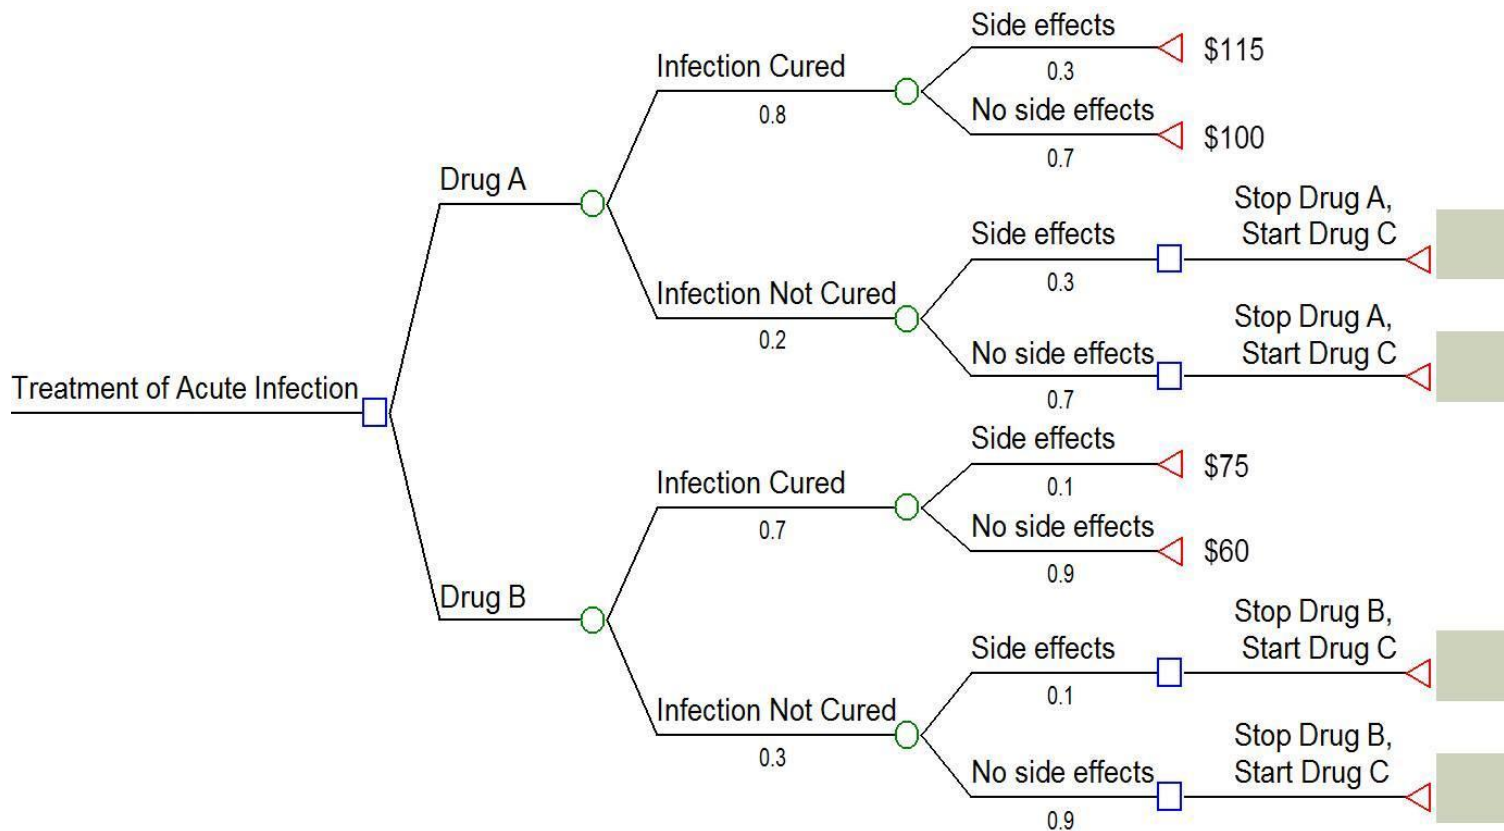 Side effects
0.3
$115
Infection Cured
0.8
No side effects
0.7
$100
Drug A
Stop Drug A,
Start Drug C
Side effects
0.3
Infection Not Cured
0.2
Stop Drug A,
Start Drug C
No side effects
0.7
Treatment of Acute Infection
Side effects
0.1
$75
Infection Cured
0.7
No side effects
0.9
$60
Drug B
Stop Drug B,
Start Drug C
Side effects
0.1
Infection Not Cured
0.3
Stop Drug B,
Start Drug C
No side effects
0.9